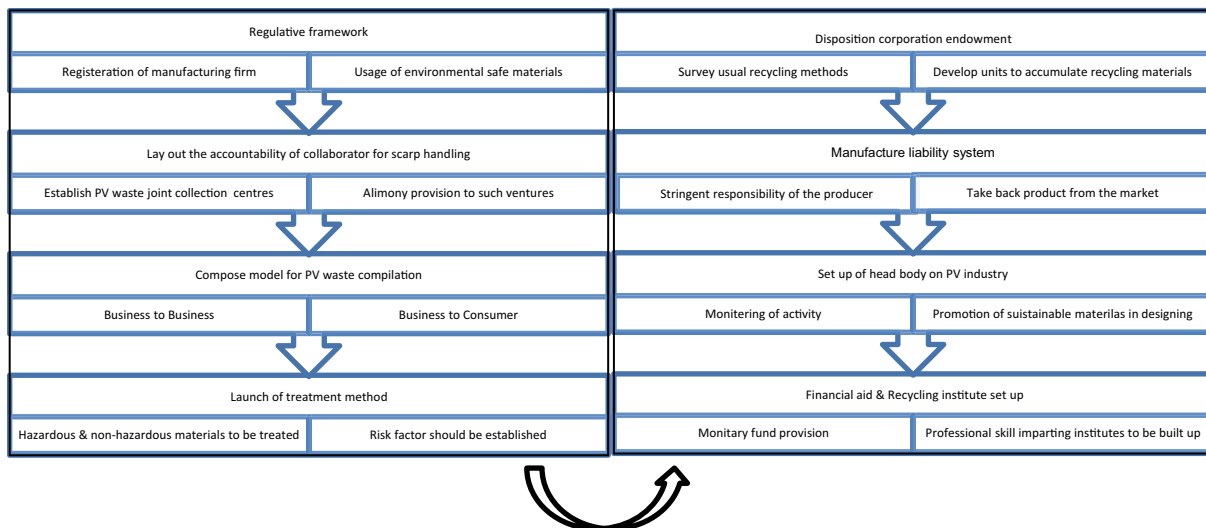 Regulative framework
Registeration of manufacturing firm
Usage of environmental safe materials
Lay out the accountability of collaborator for scarp handling
Establish PV waste joint collection centres
Alimony provision to such ventures
Compose model for PV waste compilation
Business to Business
Business to Consumer
Launch of treatment method
Hazardous & non-hazardous materials to be treated
Risk factor should be established
Disposition corporation endowment
Survey usual recycling methods
Develop units to accumulate recycling materials
Manufacture liability system
Stringent responsibility of the producer
Take back product from the market
Set up of head body on PV industry
Monitering of activity
Promotion of suistainable materilas in designing
Financial aid & Recycling institute set up
Monitary fund provision
Professional skill imparting institutes to be built up